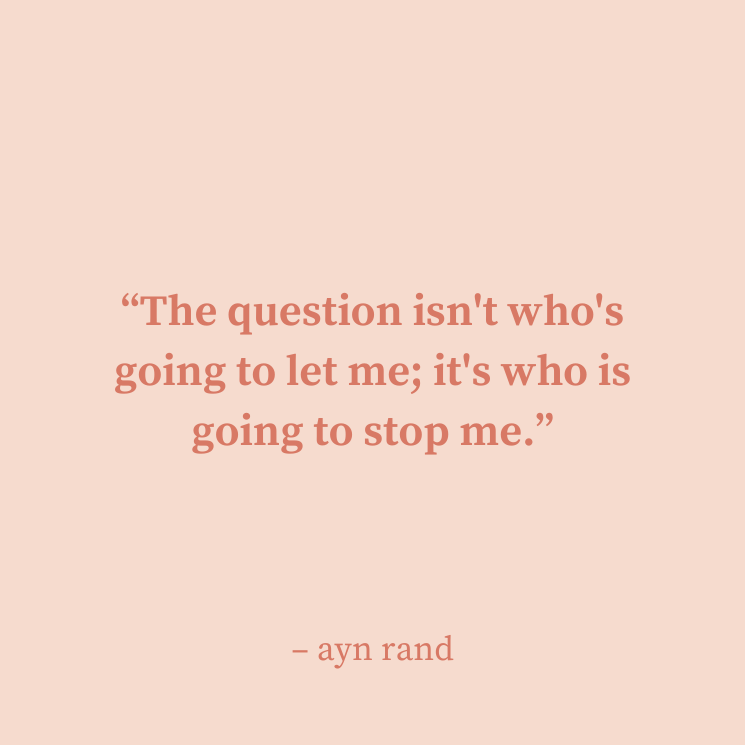 “The question isn't who's
going to let me; it's who is
going to stop me.”
– ayn rand